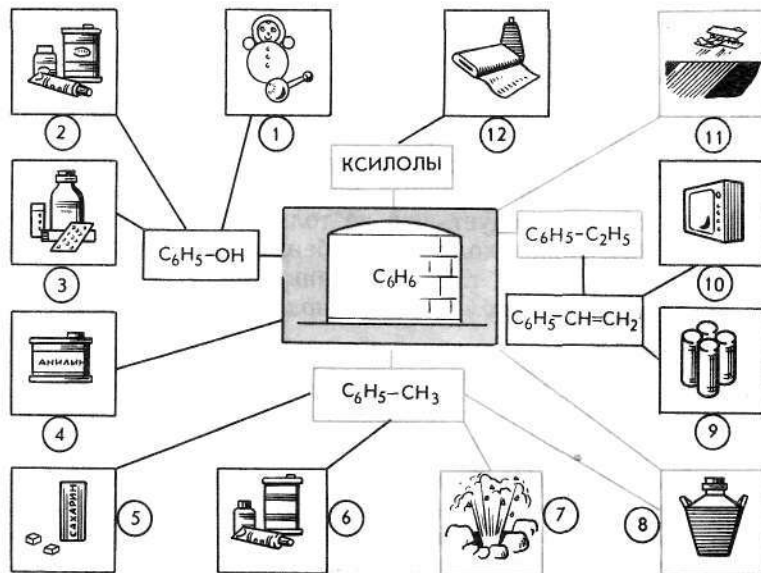 2
1
12
11
КСИЛОЛЫ
3
C₆H₅–OH
C₆H₆
C₆H₅–C₂H₅
10
C₆H₅–CH=CH₂
АНИЛИН
4
C₆H₅–CH₃
9
САХАРИН
5
6
7
8